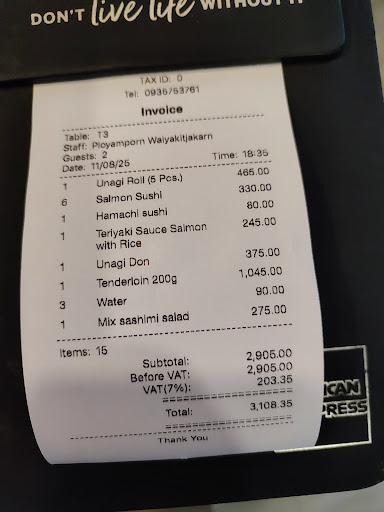 DON'T live life WITHOUT IT
TAX ID: 0
Tel: 0935753761
Invoice
Table: T3
Staff: Ployamporn Waiyakitjakarn
Guests: 2
Date: 11/08/25 Time: 18:35
1 Unagi Roll (5 Pcs.) 465.00
6 Salmon Sushi 330.00
1 Hamachi sushi 80.00
1 Teriyaki Sauce Salmon 245.00
with Rice
1 Unagi Don 375.00
1 Tenderloin 200g 1,045.00
3 Water 90.00
1 Mix sashimi salad 275.00
Items: 15
Subtotal: 2,905.00
Before VAT: 2,905.00
VAT(7%): 203.35
Total: 3,108.35
Thank You
ICAN
PRESS